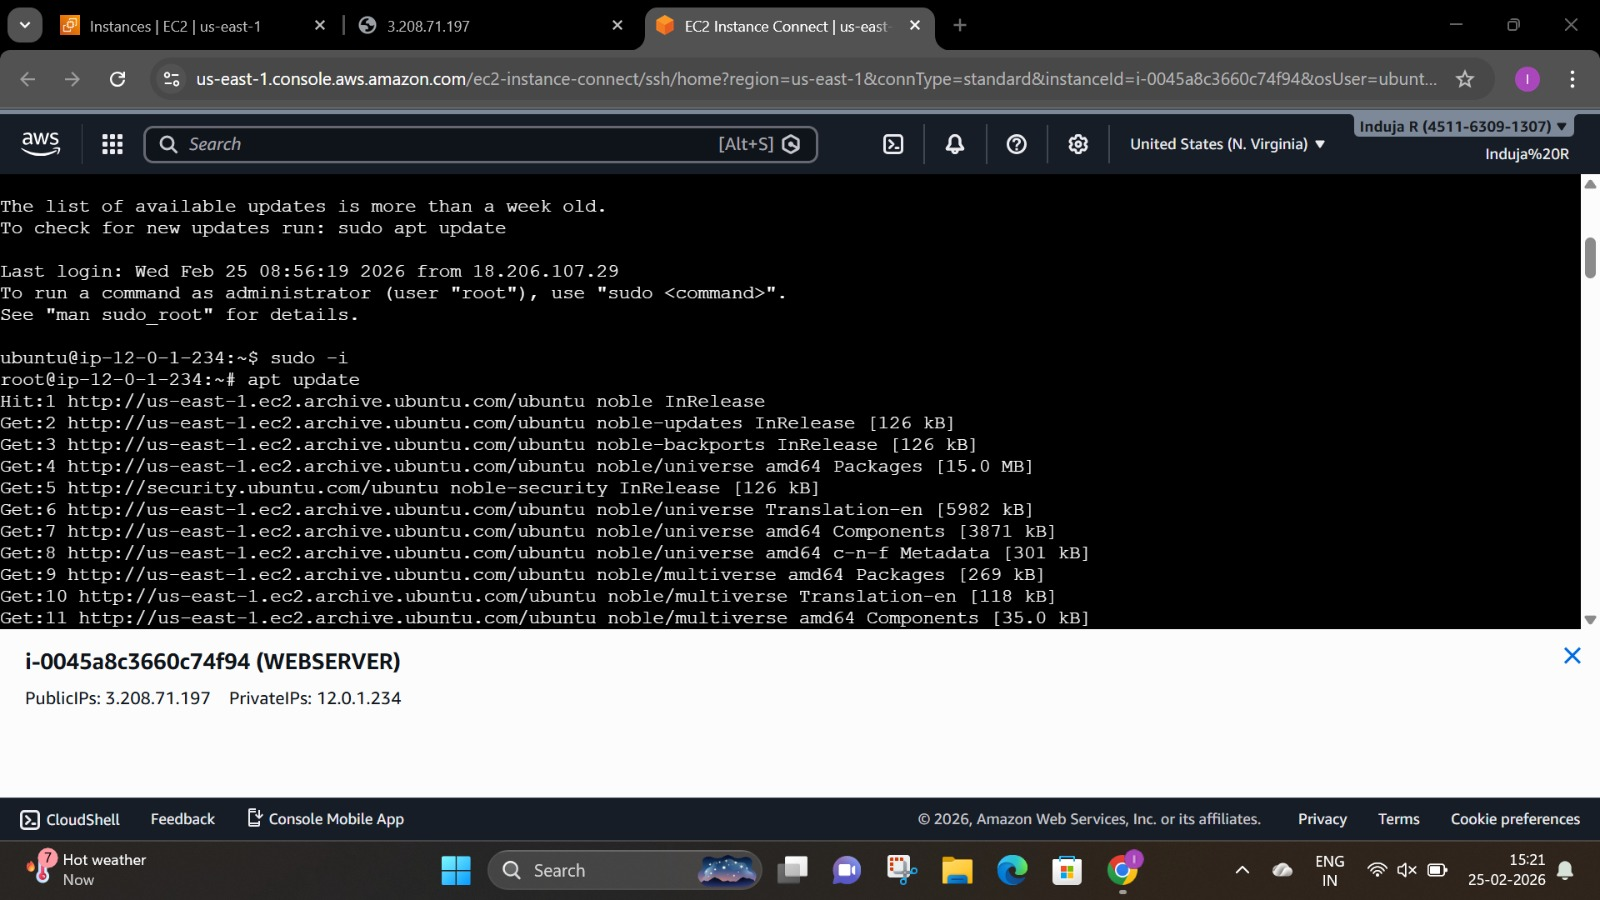 Instances | EC2 | us-east-1
3.208.71.197
EC2 Instance Connect | us-east-
us-east-1.console.aws.amazon.com/ec2-instance-connect/ssh/home?region=us-east-1&connType=standard&instanceId=i-0045a8c3660c74f94&osUser=ubunt...
I
aws
Search
[Alt+S]
United States (N. Virginia) ▼
Induja R (4511-6309-1307) ▼
Induja%20R
The list of available updates is more than a week old.
To check for new updates run: sudo apt update
Last login: Wed Feb 25 08:56:19 2026 from 18.206.107.29
To run a command as administrator (user "root"), use "sudo <command>".
See "man sudo_root" for details.
ubuntu@ip-12-0-1-234:~$ sudo -i
root@ip-12-0-1-234:~# apt update
Hit:1 http://us-east-1.ec2.archive.ubuntu.com/ubuntu noble InRelease
Get:2 http://us-east-1.ec2.archive.ubuntu.com/ubuntu noble-updates InRelease [126 kB]
Get:3 http://us-east-1.ec2.archive.ubuntu.com/ubuntu noble-backports InRelease [126 kB]
Get:4 http://us-east-1.ec2.archive.ubuntu.com/ubuntu noble/universe amd64 Packages [15.0 MB]
Get:5 http://security.ubuntu.com/ubuntu noble-security InRelease [126 kB]
Get:6 http://us-east-1.ec2.archive.ubuntu.com/ubuntu noble/universe Translation-en [5982 kB]
Get:7 http://us-east-1.ec2.archive.ubuntu.com/ubuntu noble/universe amd64 Components [3871 kB]
Get:8 http://us-east-1.ec2.archive.ubuntu.com/ubuntu noble/universe amd64 c-n-f Metadata [301 kB]
Get:9 http://us-east-1.ec2.archive.ubuntu.com/ubuntu noble/multiverse amd64 Packages [269 kB]
Get:10 http://us-east-1.ec2.archive.ubuntu.com/ubuntu noble/multiverse Translation-en [118 kB]
Get:11 http://us-east-1.ec2.archive.ubuntu.com/ubuntu noble/multiverse amd64 Components [35.0 kB]
i-0045a8c3660c74f94 (WEBSERVER)
PublicIPs: 3.208.71.197 PrivateIPs: 12.0.1.234
CloudShell
Feedback
Console Mobile App
© 2026, Amazon Web Services, Inc. or its affiliates.
Privacy
Terms
Cookie preferences
7
Hot weather
Now
Search
I
ENG
IN
15:21
25-02-2026